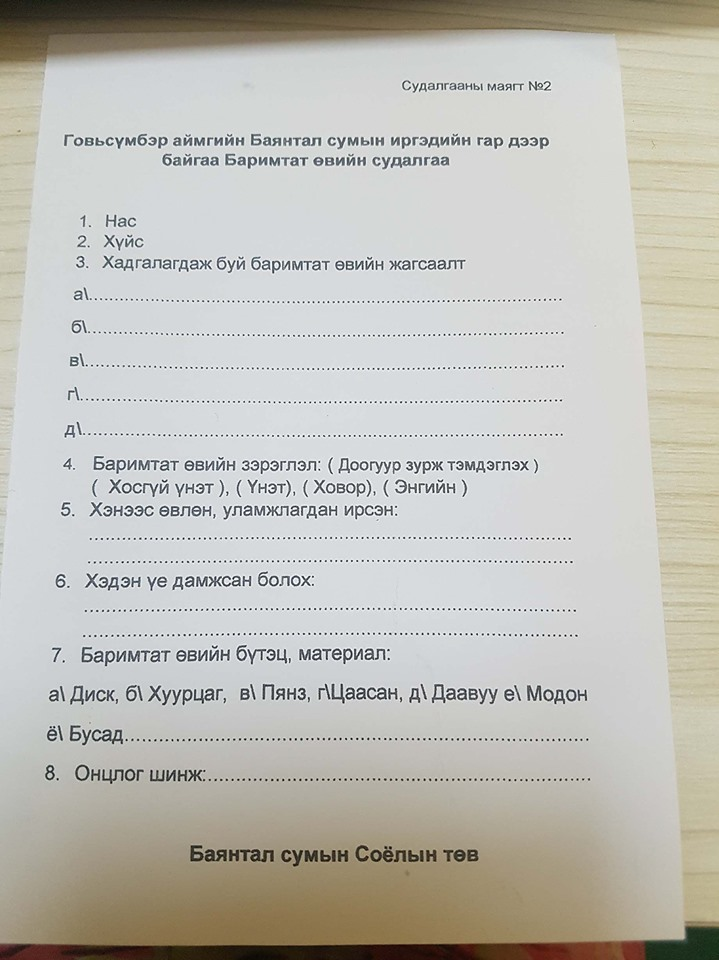 Судалгааны маягт №2
Говьсүмбэр аймгийн Баянтал сумын иргэдийн гар дээр
байгаа Баримтат өвийн судалгаа
1. Нас
2. Хүйс
3. Хадгалагдаж буй баримтат өвийн жагсаалт
а\..........................................................................................
б\..........................................................................................
в\..........................................................................................
г\..........................................................................................
д\..........................................................................................
4. Баримтат өвийн зэрэглэл: ( Доогуур зурж тэмдэглэх )
( Хосгүй үнэт ), ( Үнэт), ( Ховор), ( Энгийн )
5. Хэнээс өвлөн, уламжлагдан ирсэн:
..........................................................................................
..........................................................................................
6. Хэдэн үе дамжсан болох:
..........................................................................................
..........................................................................................
7. Баримтат өвийн бүтэц, материал:
а\ Диск, б\ Хуурцаг, в\ Пянз, г\Цаасан, д\ Даавуу е\ Модон
ё\ Бусад..........................................................................................
8. Онцлог шинж:......................................................................
Баянтал сумын Соёлын төв